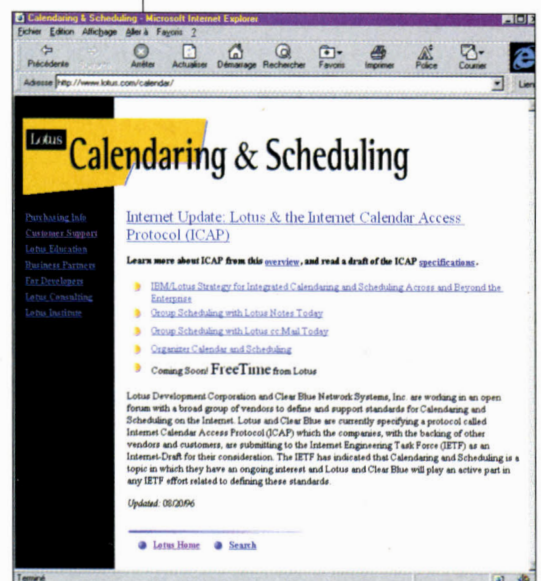 Calendaring & Scheduling - Microsoft Internet Explorer
Fichier Edition Affichage Aller à Favoris ?
Précédente Arrêter Actualiser Démarrage Rechercher Favoris Imprimer Police Courrier
Adresse http://www.lotus.com/calendar/ Lien
Lotus
Calendaring & Scheduling
Purchasing Info
Customer Support
Lotus Education
Business Partners
For Developers
Lotus Consulting
Lotus Institute
Internet Update: Lotus & the Internet Calendar Access
Protocol (ICAP)
Learn more about ICAP from this overview, and read a draft of the ICAP specifications.
IBM/Lotus Strategy for Integrated Calendaring and Scheduling Across and Beyond the
Enterprise
Group Scheduling with Lotus Notes Today
Group Scheduling with Lotus cc:Mail Today
Organizer Calendar and Scheduling
Coming Soon! FreeTime from Lotus
Lotus Development Corporation and Clear Blue Network Systems, Inc. are working in an open
forum with a broad group of vendors to define and support standards for Calendaring and
Scheduling on the Internet. Lotus and Clear Blue are currently specifying a protocol called
Internet Calendar Access Protocol (ICAP) which the companies, with the backing of other
vendors and customers, are submitting to the Internet Engineering Task Force (IETF) as an
Internet-Draft for their consideration. The IETF has indicated that Calendaring and Scheduling is a
topic in which they have an ongoing interest and Lotus and Clear Blue will play an active part in
any IETF effort related to defining these standards.
Updated: 08/20/96
Lotus Home Search
Terminé